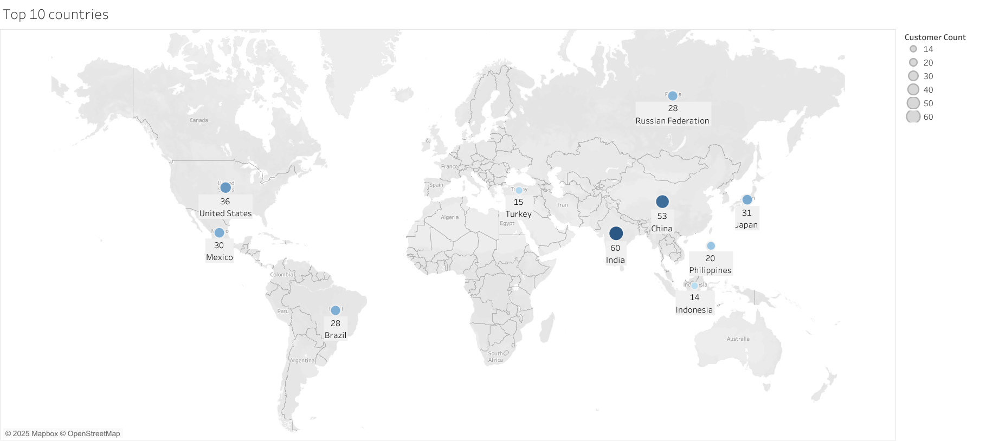 Top 10 countries
Customer Count
14
20
30
40
50
60
28
Russian Federation
Canada
France
Spain
36
United States
15
Turkey
Iran
53
China
31
Japan
Algeria
Egypt
30
Mexico
60
India
20
Philippines
Colombia
14
Indonesia
Peru
28
Brazil
Australia
South
Africa
Argentina
© 2025 Mapbox © OpenStreetMap